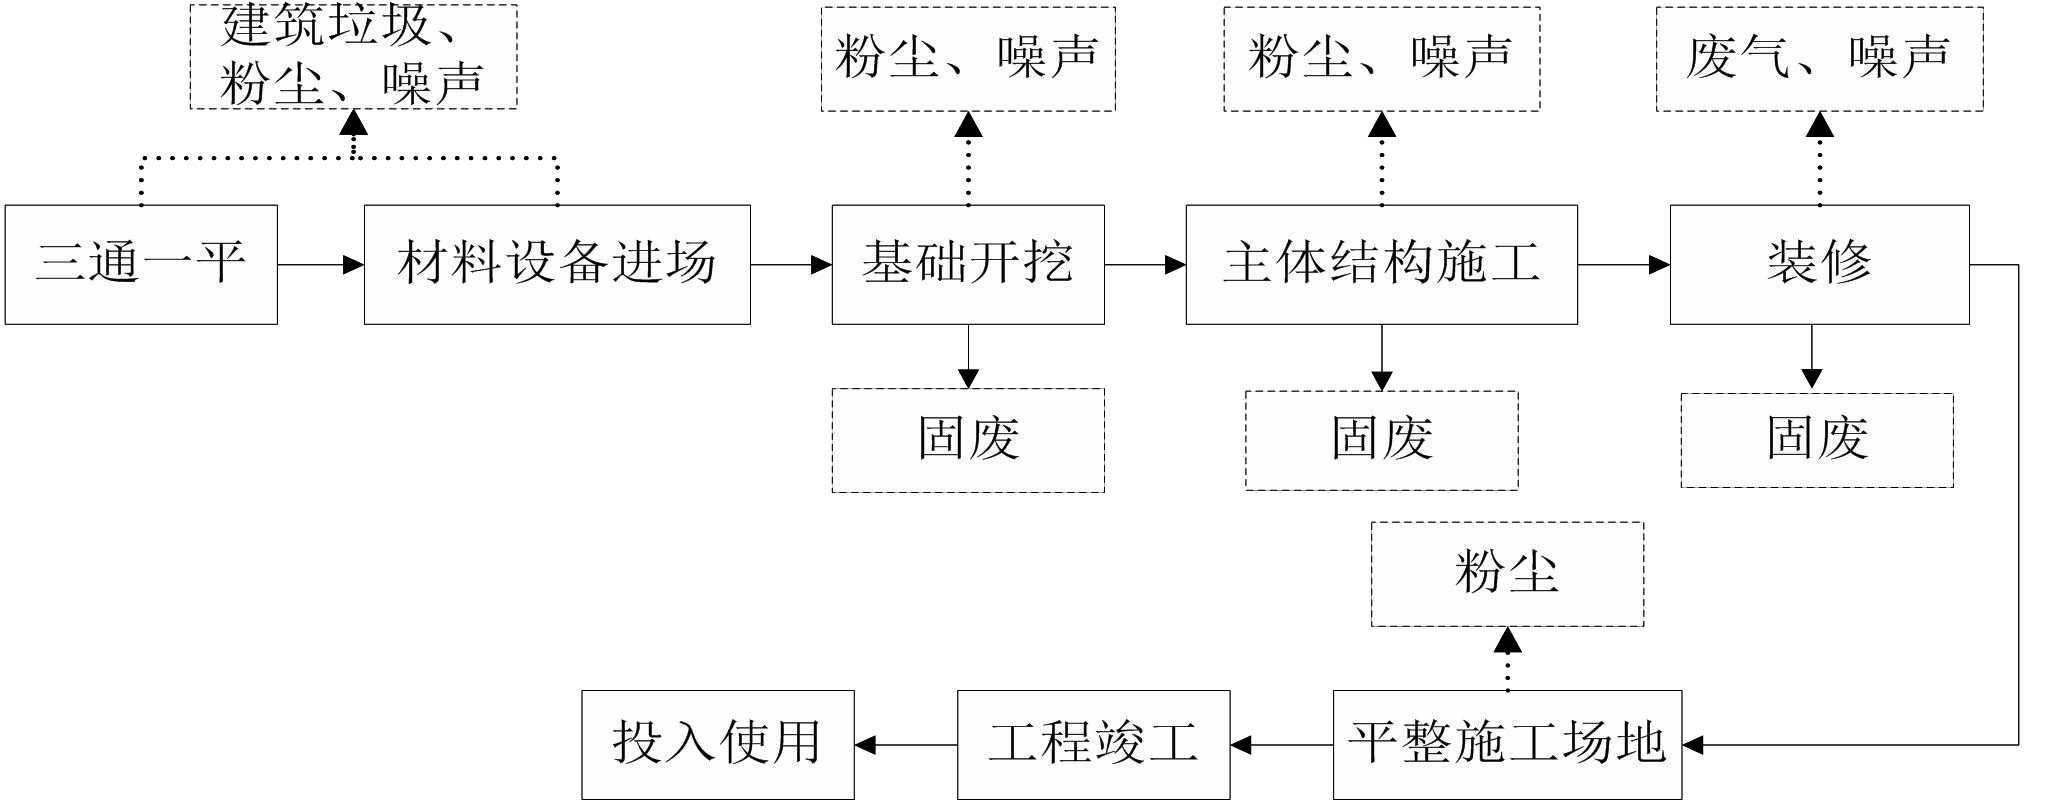 建筑垃圾、
粉尘、噪声
粉尘、噪声
粉尘、噪声
废气、噪声
三通一平
材料设备进场
基础开挖
主体结构施工
装修
固废
固废
固废
粉尘
投入使用
工程竣工
平整施工场地